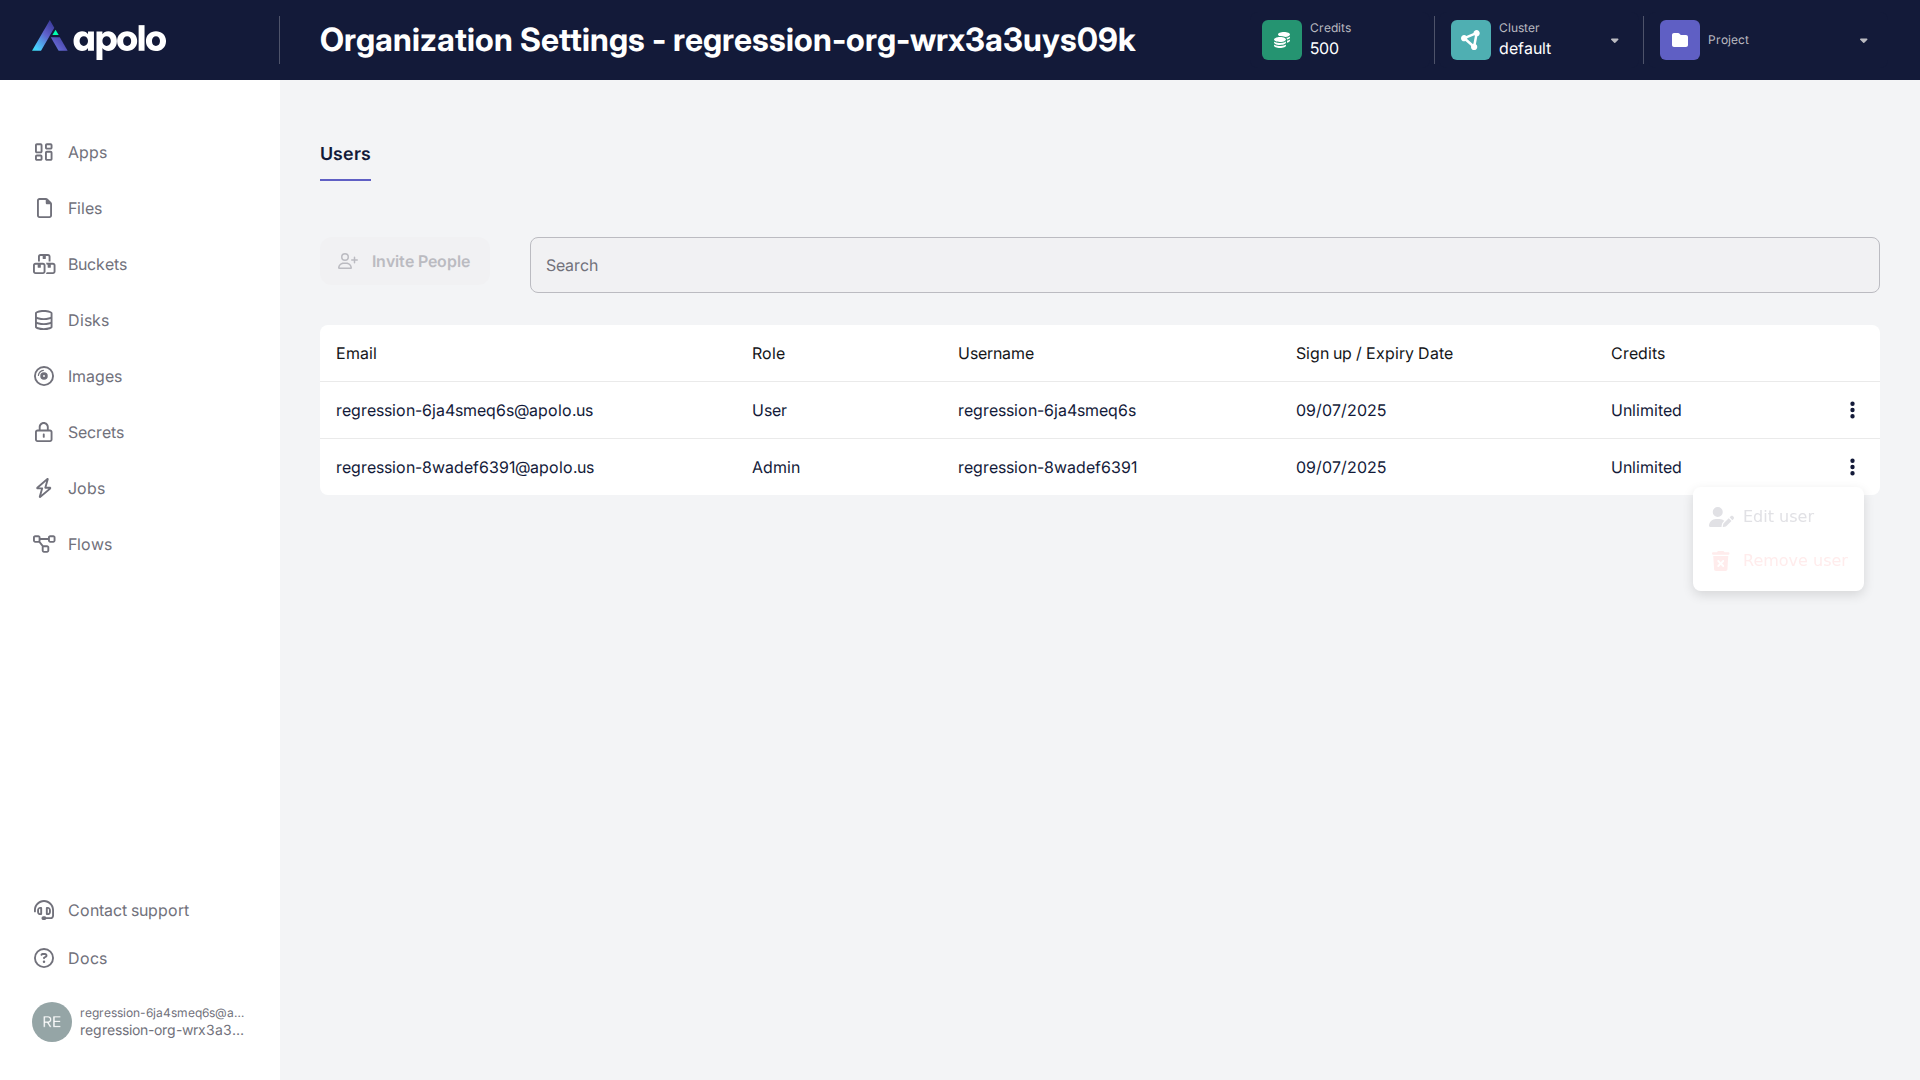 apolo
Organization Settings - regression-org-wrx3a3uys09k
Credits
500
Cluster
default
Project
Apps
Files
Buckets
Disks
Images
Secrets
Jobs
Flows
Users
Invite People
Search
Email Role Username Sign up / Expiry Date Credits
regression-6ja4smeq6s@apolo.us User regression-6ja4smeq6s 09/07/2025 Unlimited
regression-8wadef6391@apolo.us Admin regression-8wadef6391 09/07/2025 Unlimited
Edit user
Remove user
Contact support
Docs
RE
regression-6ja4smeq6s@a...
regression-org-wrx3a3...